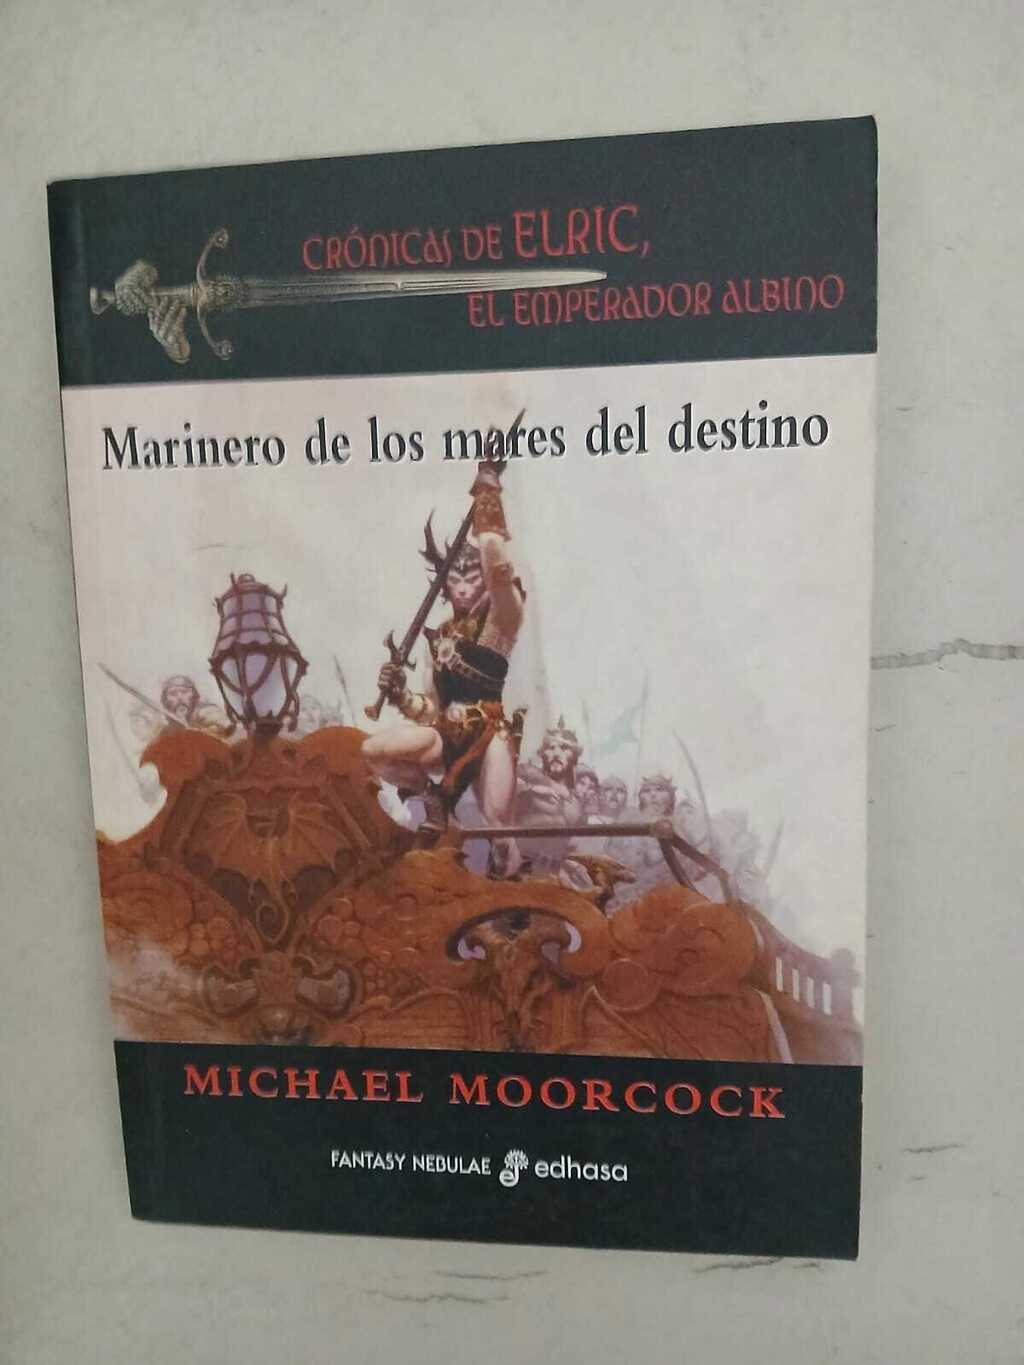 CRÓNICAS DE ELRIC,
EL EMPERADOR ALBINO
Marinero de los mares del destino
MICHAEL MOORCOCK
FANTASY NEBULAE e edhasa